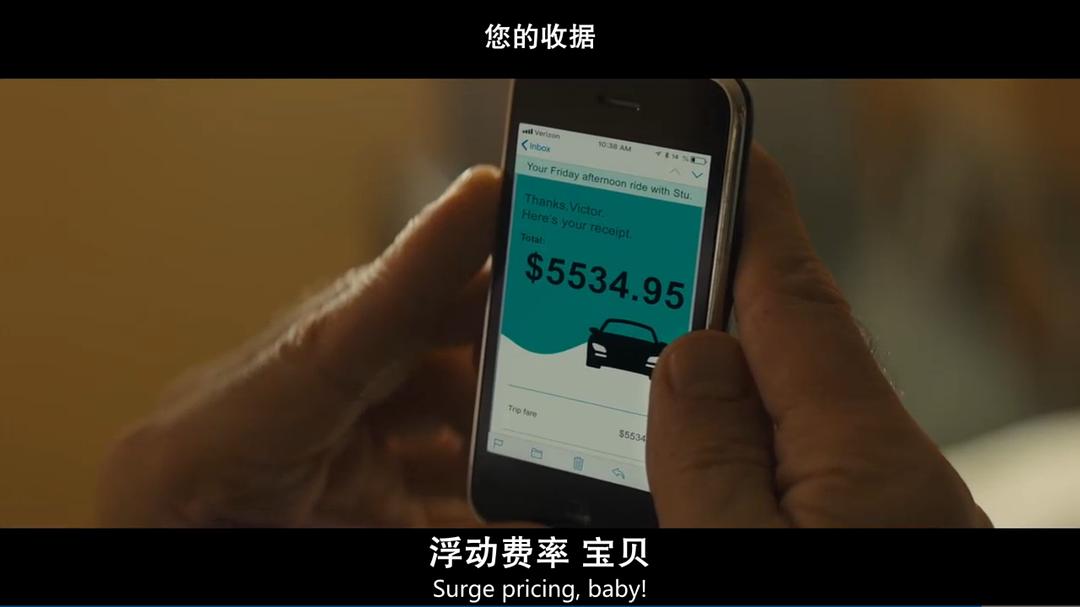 您的收据
Verizon
10:38 AM
14 %
Inbox
Your Friday afternoon ride with Stu.
Thanks, Victor.
Here's your receipt.
Total:
$5534.95
Trip fare
$5534
浮动费率 宝贝
Surge pricing, baby!